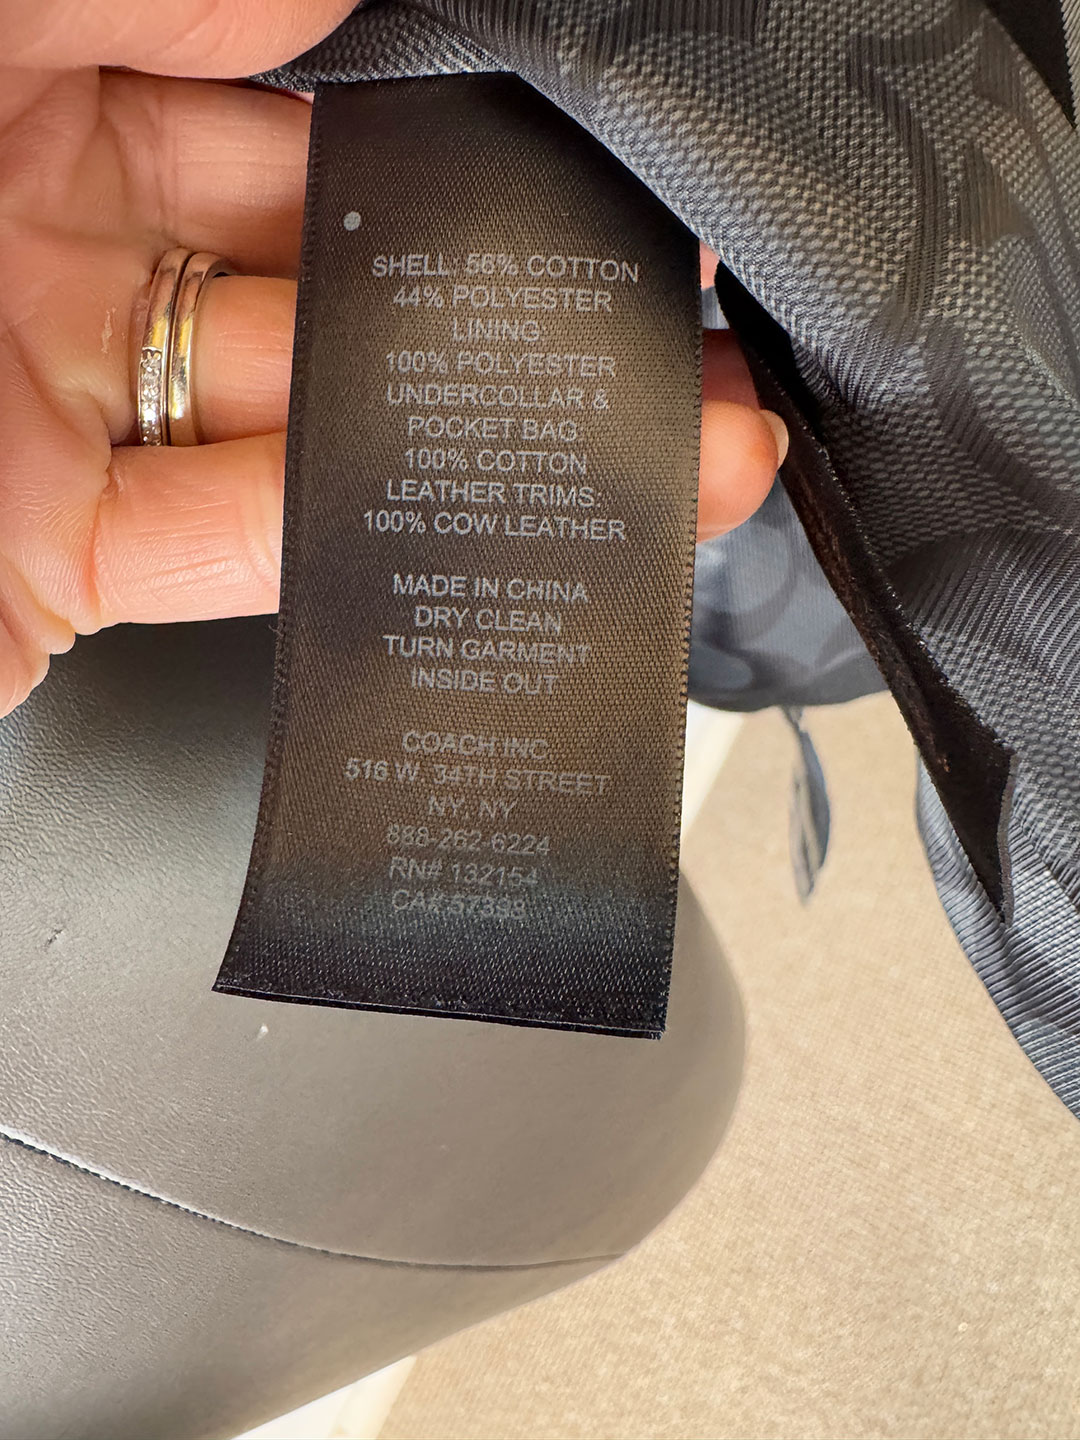 SHELL: 56% COTTON
44% POLYESTER
LINING
100% POLYESTER
UNDERCOLLAR &
POCKET BAG
100% COTTON
LEATHER TRIMS
100% COW LEATHER
MADE IN CHINA
DRY CLEAN
TURN GARMENT
INSIDE OUT
COACH INC
516 W. 34TH STREET
NY, NY
888-262-6224
RN# 132154
CA# 57398